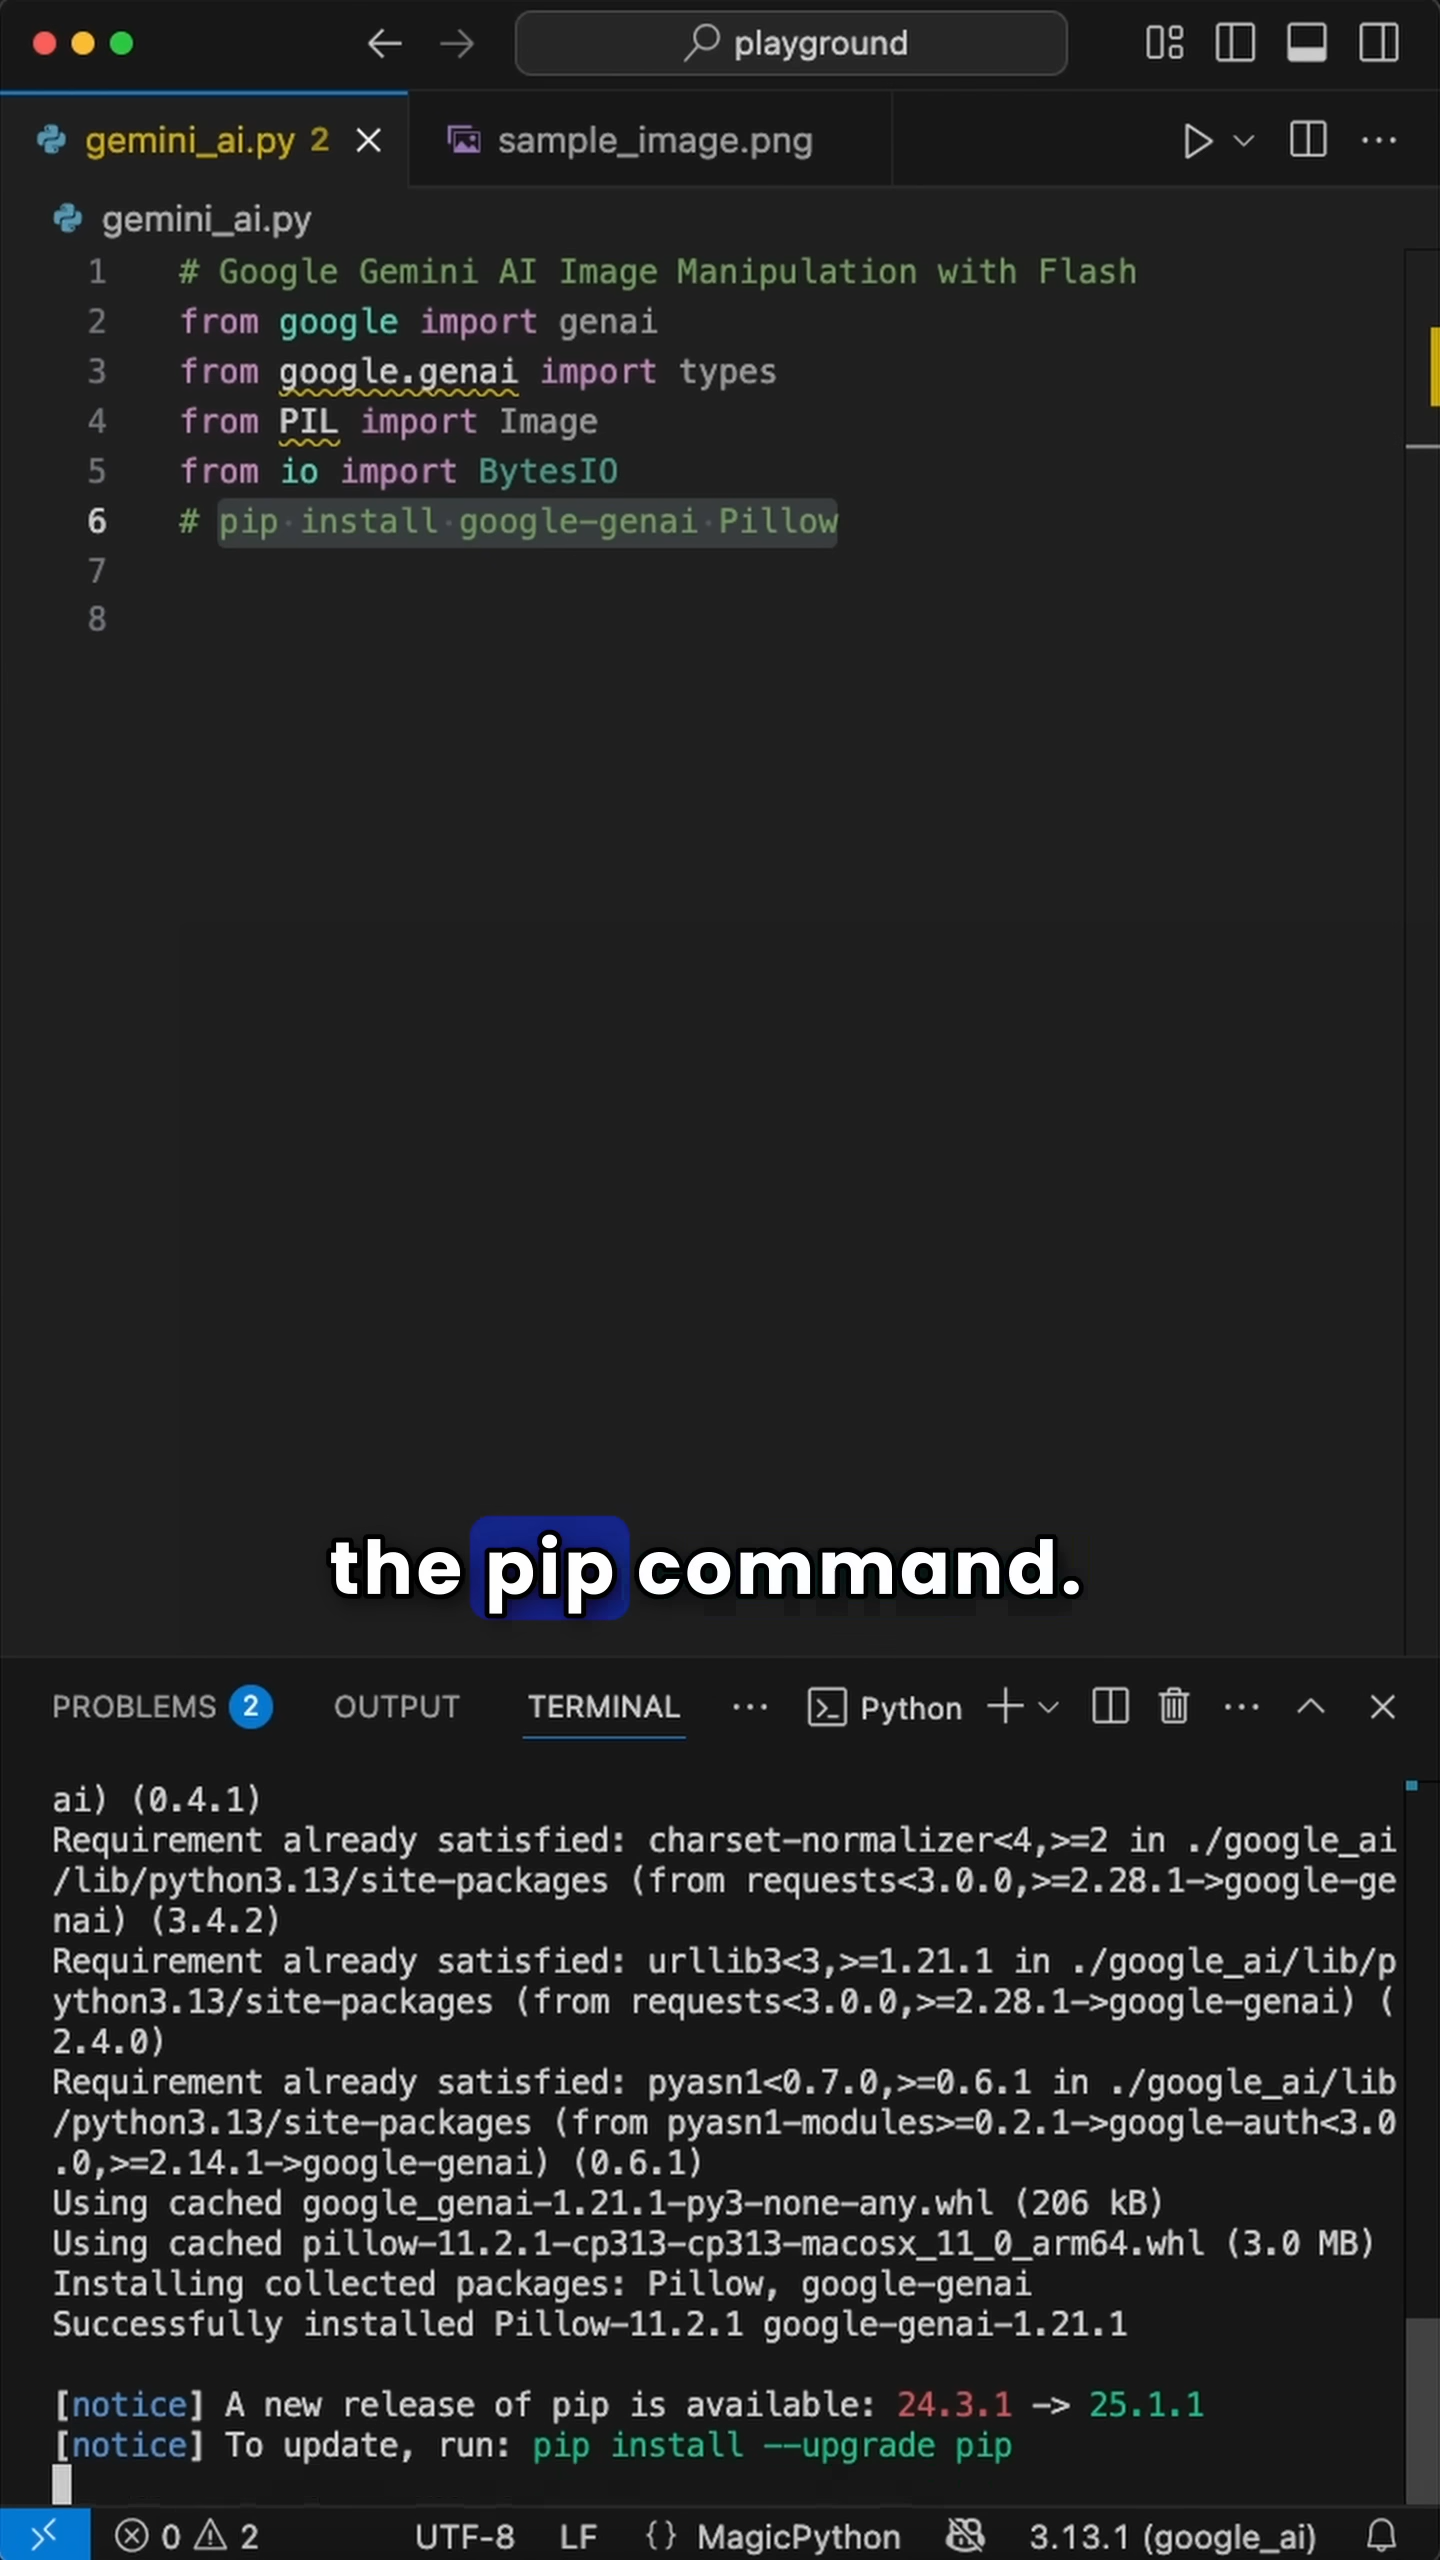 playground
gemini_ai.py 2
sample_image.png
gemini_ai.py
1 # Google Gemini AI Image Manipulation with Flash
2 from google import genai
3 from google.genai import types
4 from PIL import Image
5 from io import BytesIO
6 # pip install google-genai Pillow
7
8
the pip command.
PROBLEMS 2 OUTPUT TERMINAL ··· Python
ai) (0.4.1)
Requirement already satisfied: charset-normalizer<4,>=2 in ./google_ai
/lib/python3.13/site-packages (from requests<3.0.0,>=2.28.1->google-ge
nai) (3.4.2)
Requirement already satisfied: urllib3<3,>=1.21.1 in ./google_ai/lib/p
ython3.13/site-packages (from requests<3.0.0,>=2.28.1->google-genai) (
2.4.0)
Requirement already satisfied: pyasn1<0.7.0,>=0.6.1 in ./google_ai/lib
/python3.13/site-packages (from pyasn1-modules>=0.2.1->google-auth<3.0
.0,>=2.14.1->google-genai) (0.6.1)
Using cached google_genai-1.21.1-py3-none-any.whl (206 kB)
Using cached pillow-11.2.1-cp313-cp313-macosx_11_0_arm64.whl (3.0 MB)
Installing collected packages: Pillow, google-genai
Successfully installed Pillow-11.2.1 google-genai-1.21.1
[notice] A new release of pip is available: 24.3.1 -> 25.1.1
[notice] To update, run: pip install --upgrade pip
0 2 UTF-8 LF {} MagicPython 3.13.1 (google_ai)